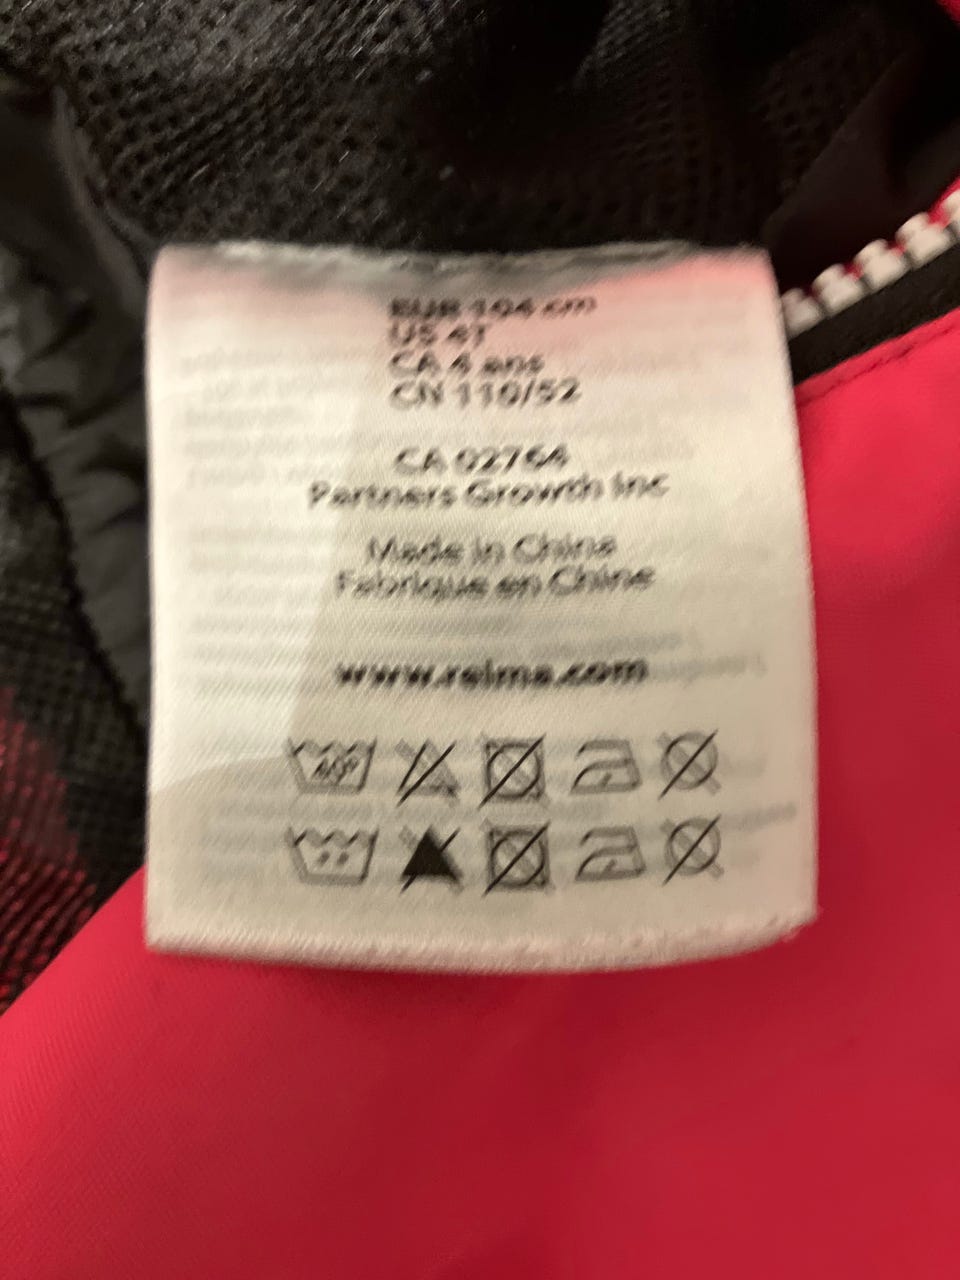 EUR 104 cm
US 4T
CA 4 ans
CN 110/52
CA 02764
Partners Growth Inc
Made in China
Fabriqué en Chine
www.reima.com
40°